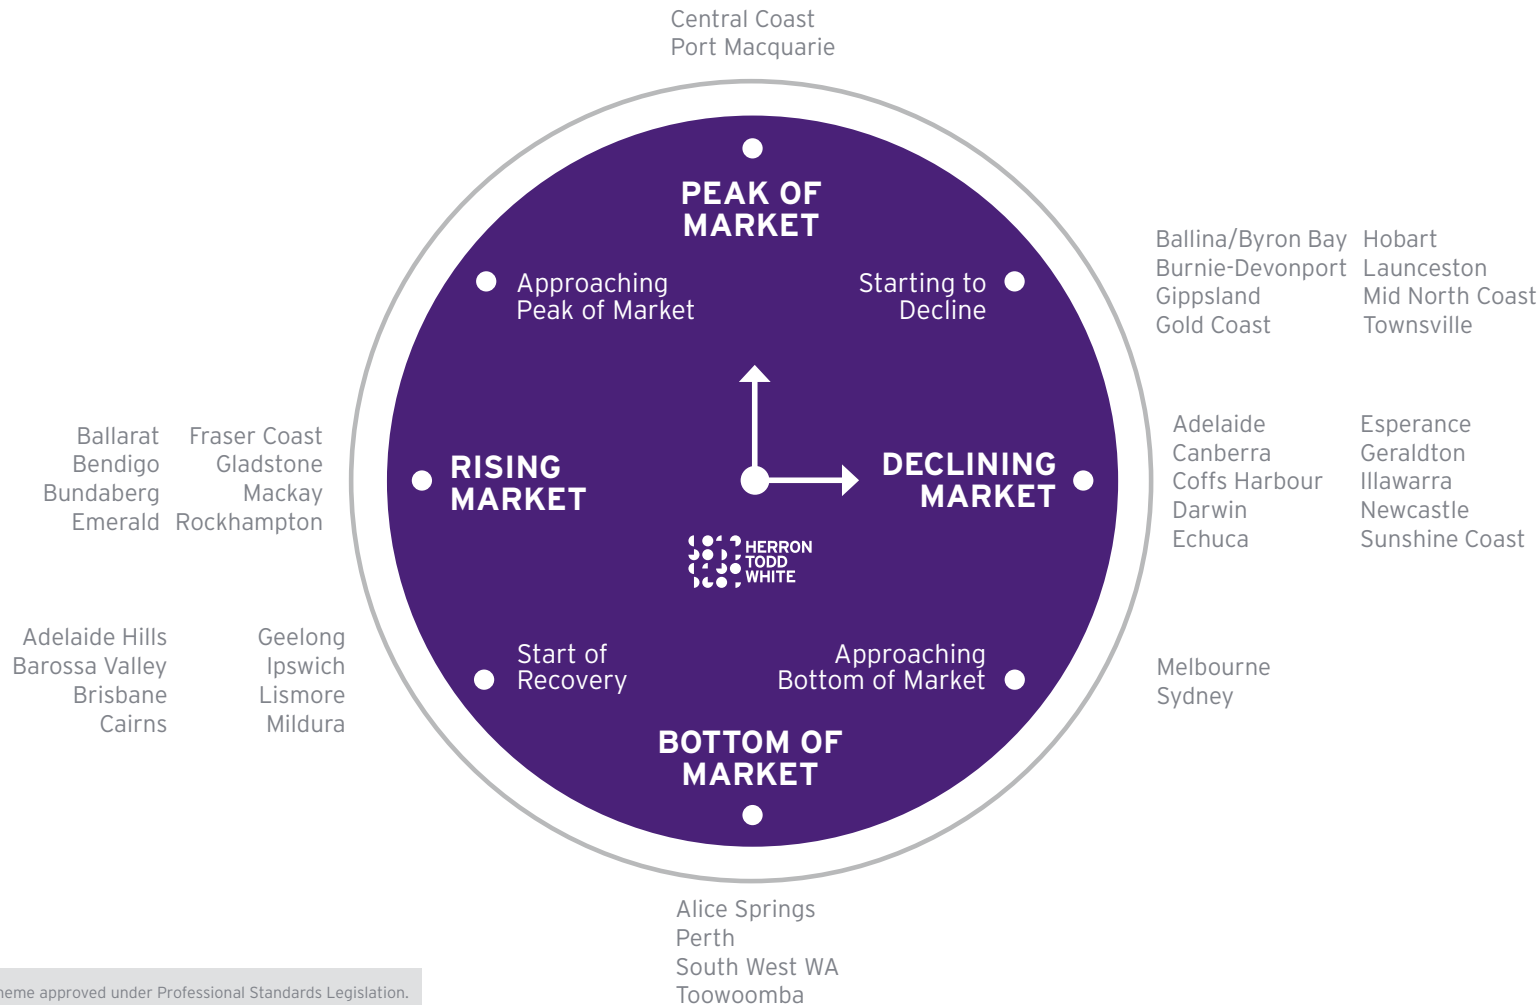 Central Coast
Port Macquarie
PEAK OF
MARKET
Approaching
Peak of Market
Starting to
Decline
Ballina/Byron Bay Hobart
Burnie-Devonport Launceston
Gippsland Mid North Coast
Gold Coast Townsville
Ballarat Fraser Coast
Bendigo Gladstone
Bundaberg Mackay
Emerald Rockhampton
RISING
MARKET
DECLINING
MARKET
Adelaide Esperance
Canberra Geraldton
Coffs Harbour Illawarra
Darwin Newcastle
Echuca Sunshine Coast
HERRON
TODD
WHITE
Adelaide Hills Geelong
Barossa Valley Ipswich
Brisbane Lismore
Cairns Mildura
Start of
Recovery
Approaching
Bottom of Market
Melbourne
Sydney
BOTTOM OF
MARKET
Alice Springs
Perth
South West WA
Toowoomba
approved under Professional Standards Legislation.